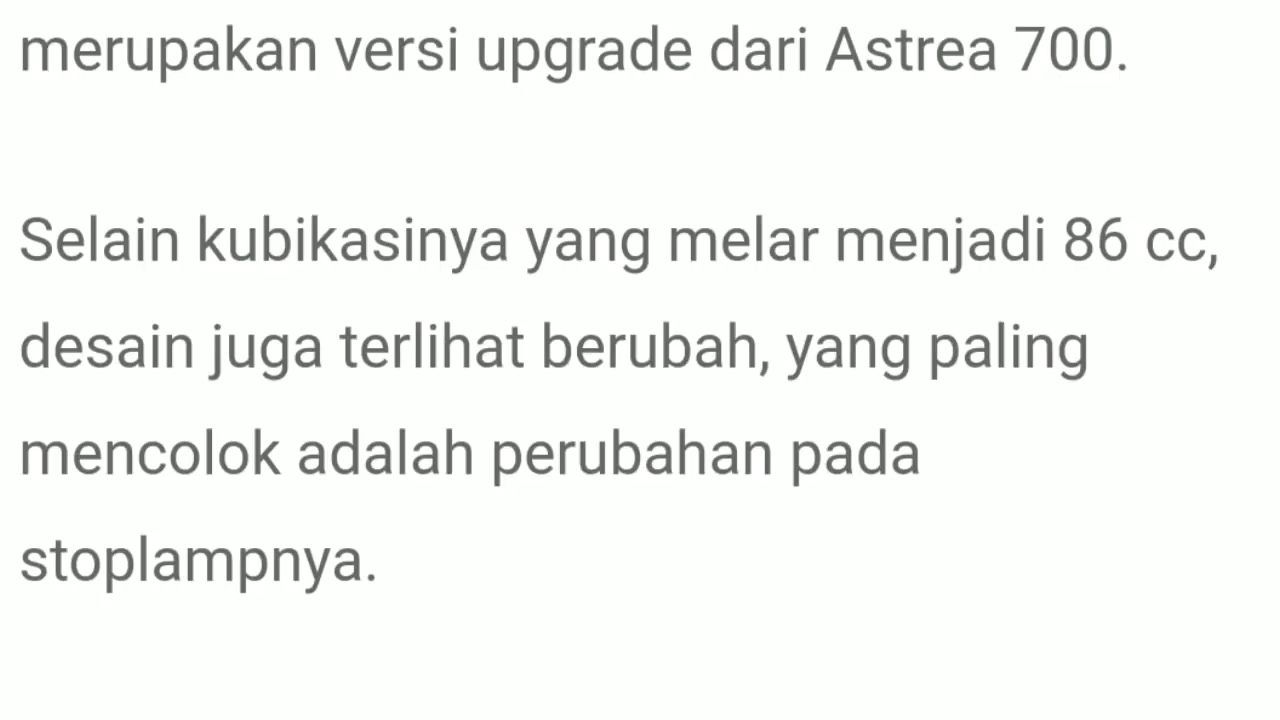 merupakan versi upgrade dari Astrea 700.
Selain kubikasinya yang melar menjadi 86 cc,
desain juga terlihat berubah, yang paling
mencolok adalah perubahan pada
stoplampnya.